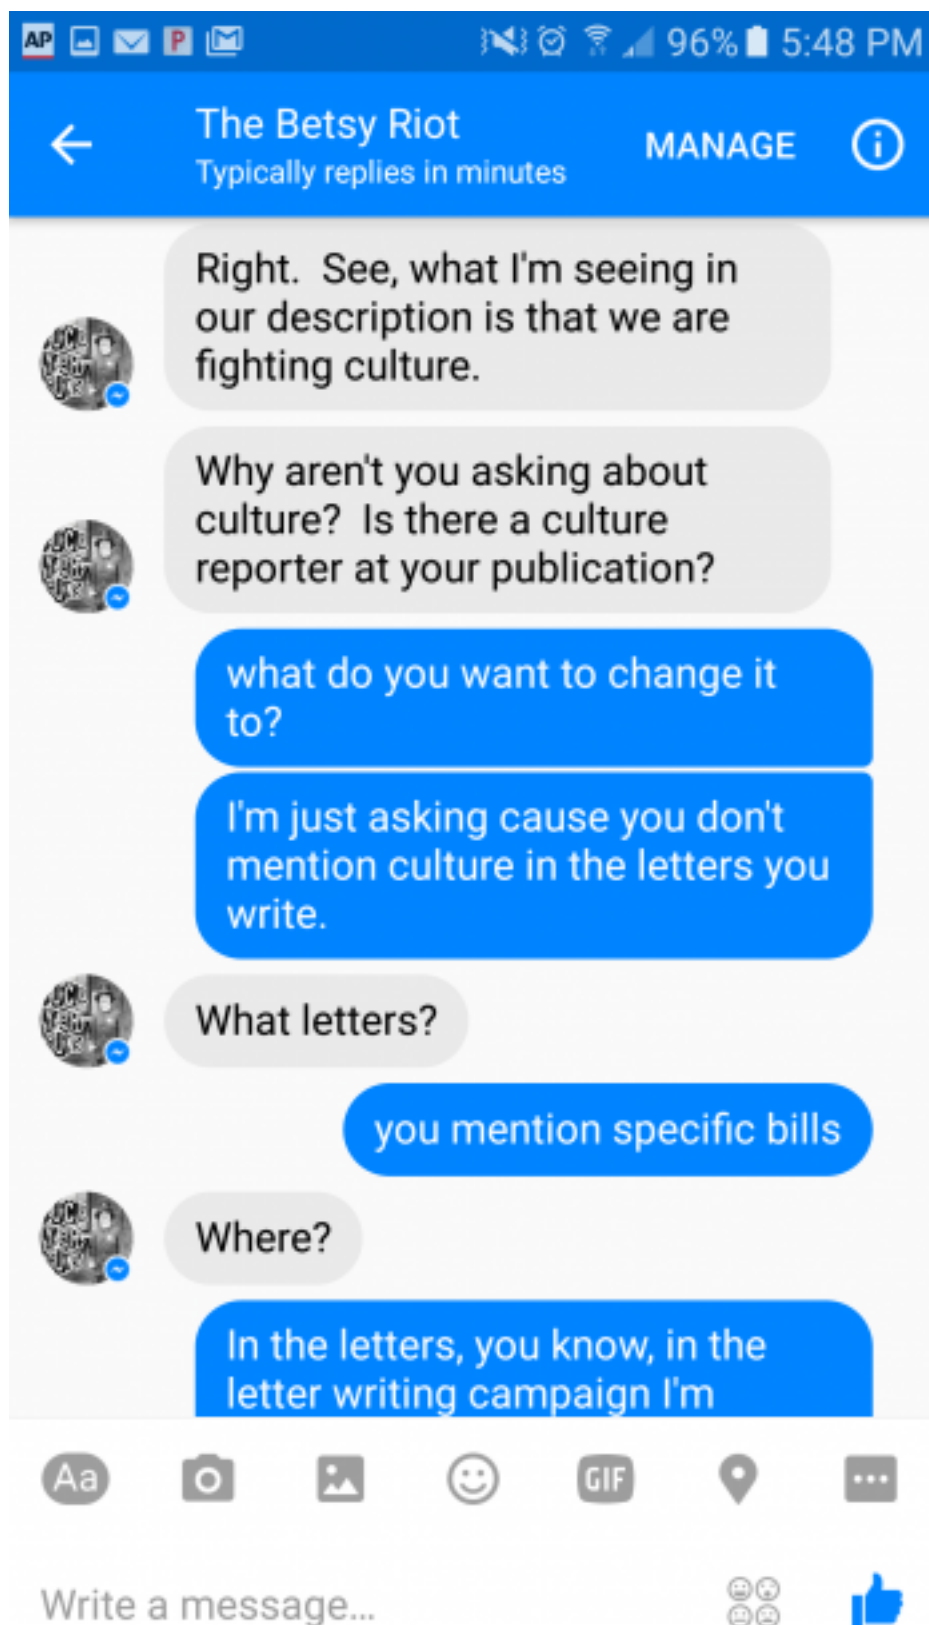 AP P M 96% 5:48 PM
The Betsy Riot
Typically replies in minutes
MANAGE
Right. See, what I'm seeing in
our description is that we are
fighting culture.
Why aren't you asking about
culture? Is there a culture
reporter at your publication?
what do you want to change it
to?
I'm just asking cause you don't
mention culture in the letters you
write.
What letters?
you mention specific bills
Where?
In the letters, you know, in the
letter writing campaign I'm
Aa GIF
Write a message...